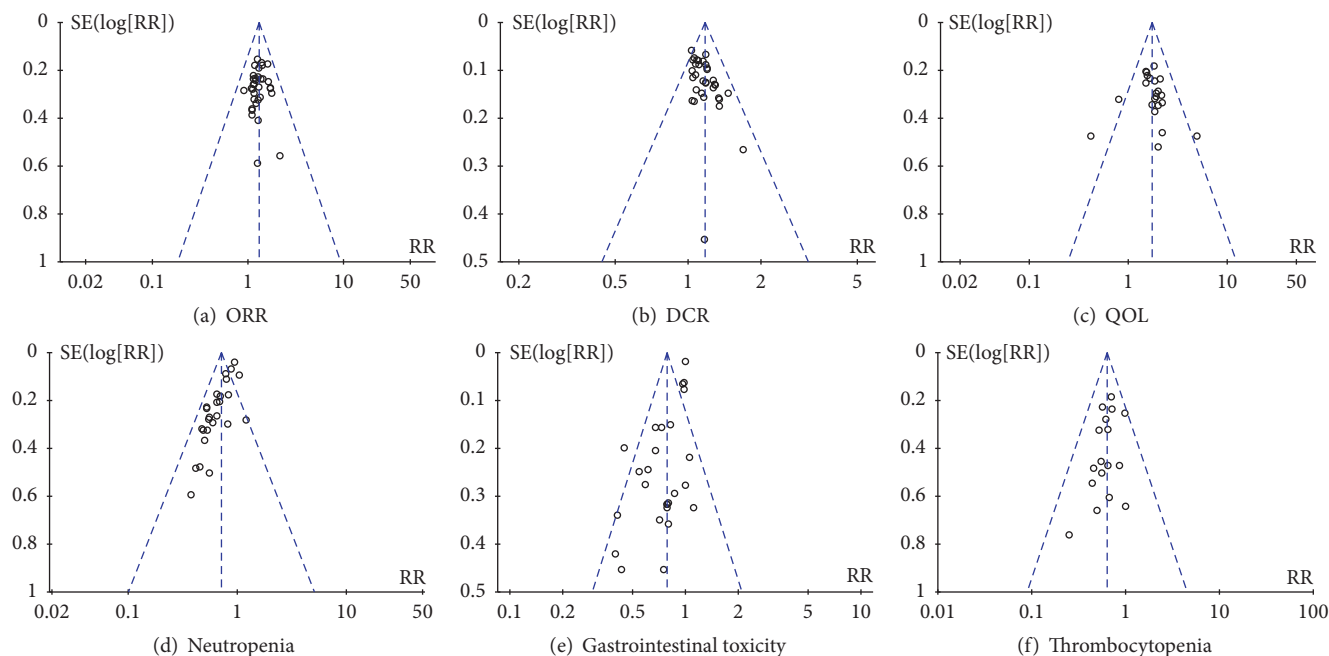 SE(log[RR])
0
0.2
0.4
0.6
0.8
1
RR
0.02 0.1 1 10 50
(a) ORR
SE(log[RR])
0
0.1
0.2
0.3
0.4
0.5
RR
0.2 0.5 1 2 5
(b) DCR
SE(log[RR])
0
0.2
0.4
0.6
0.8
1
RR
0.02 0.1 1 10 50
(c) QOL
SE(log[RR])
0
0.2
0.4
0.6
0.8
1
RR
0.02 0.1 1 10 50
(d) Neutropenia
SE(log[RR])
0
0.1
0.2
0.3
0.4
0.5
RR
0.1 0.2 0.5 1 2 5 10
(e) Gastrointestinal toxicity
SE(log[RR])
0
0.2
0.4
0.6
0.8
1
RR
0.01 0.1 1 10 100
(f) Thrombocytopenia